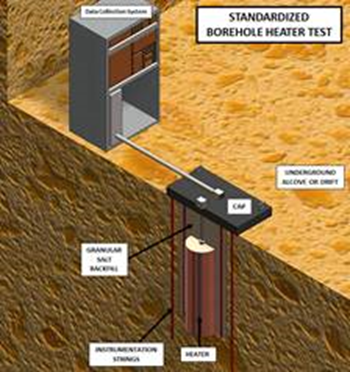 Data Collection System
STANDARDIZED
BOREHOLE HEATER TEST
UNDERGROUND
ALCOVE OR DRIFT
CAP
GRANULAR
SALT
BACKFILL
INSTRUMENTATION
STRINGS
HEATER